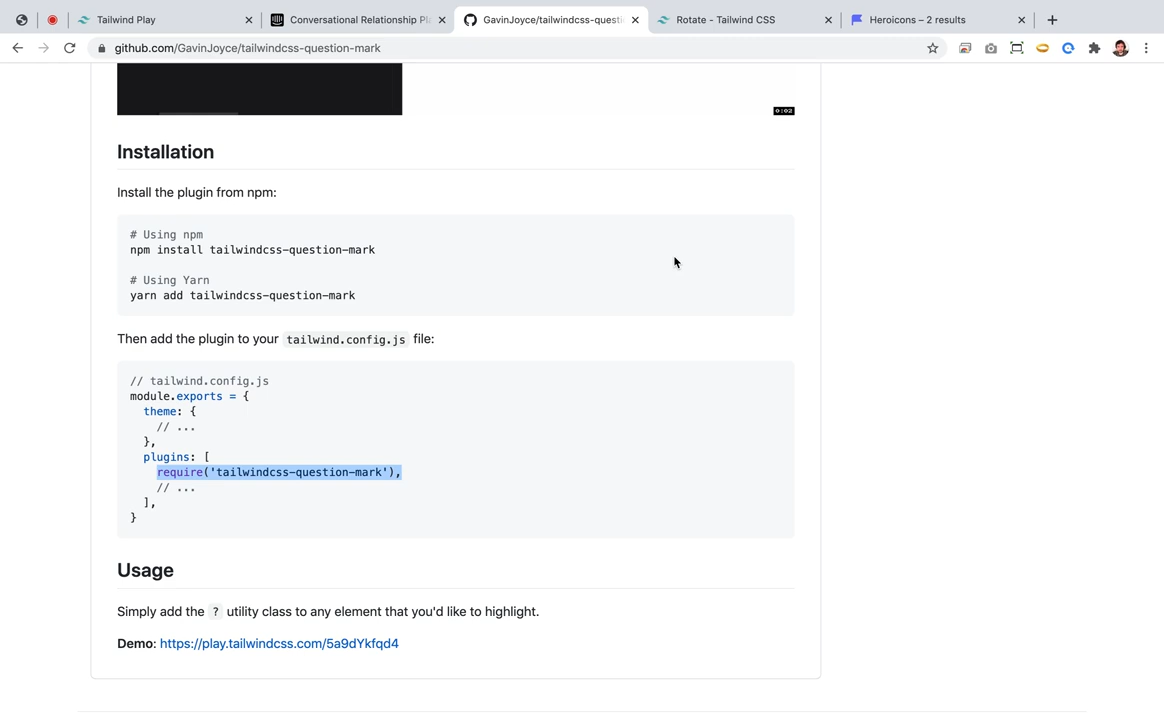 Tailwind Play
Conversational Relationship Pl
GavinJoyce/tailwindcss-questi
Rotate - Tailwind CSS
Heroicons – 2 results
github.com/GavinJoyce/tailwindcss-question-mark
0:02
Installation
Install the plugin from npm:
# Using npm
npm install tailwindcss-question-mark
# Using Yarn
yarn add tailwindcss-question-mark
Then add the plugin to your tailwind.config.js file:
// tailwind.config.js
module.exports = {
theme: {
// ...
},
plugins: [
require('tailwindcss-question-mark'),
// ...
],
}
Usage
Simply add the ? utility class to any element that you'd like to highlight.
Demo: https://play.tailwindcss.com/5a9dYkfqd4